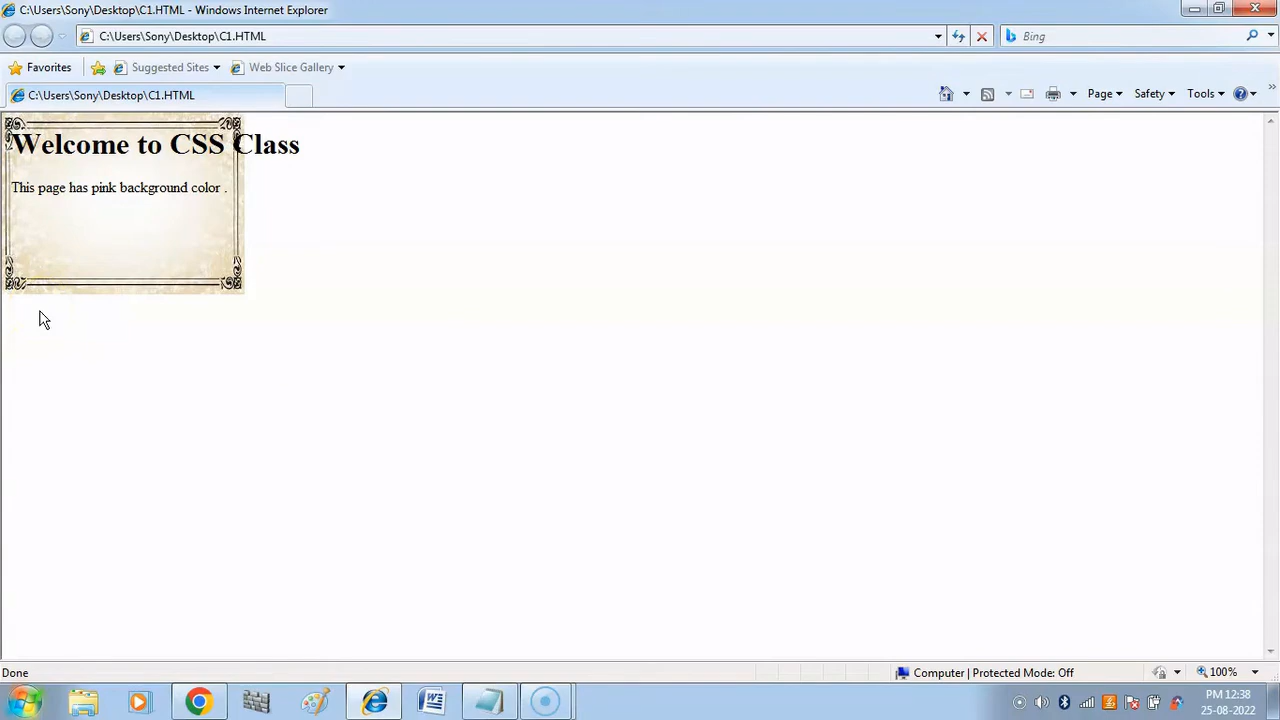 C:\Users\Sony\Desktop\C1.HTML - Windows Internet Explorer
C:\Users\Sony\Desktop\C1.HTML
Bing
Favorites
Suggested Sites
Web Slice Gallery
C:\Users\Sony\Desktop\C1.HTML
Page
Safety
Tools
Welcome to CSS Class
This page has pink background color .
Done
Computer | Protected Mode: Off
100%
PM 12:38
25-08-2022